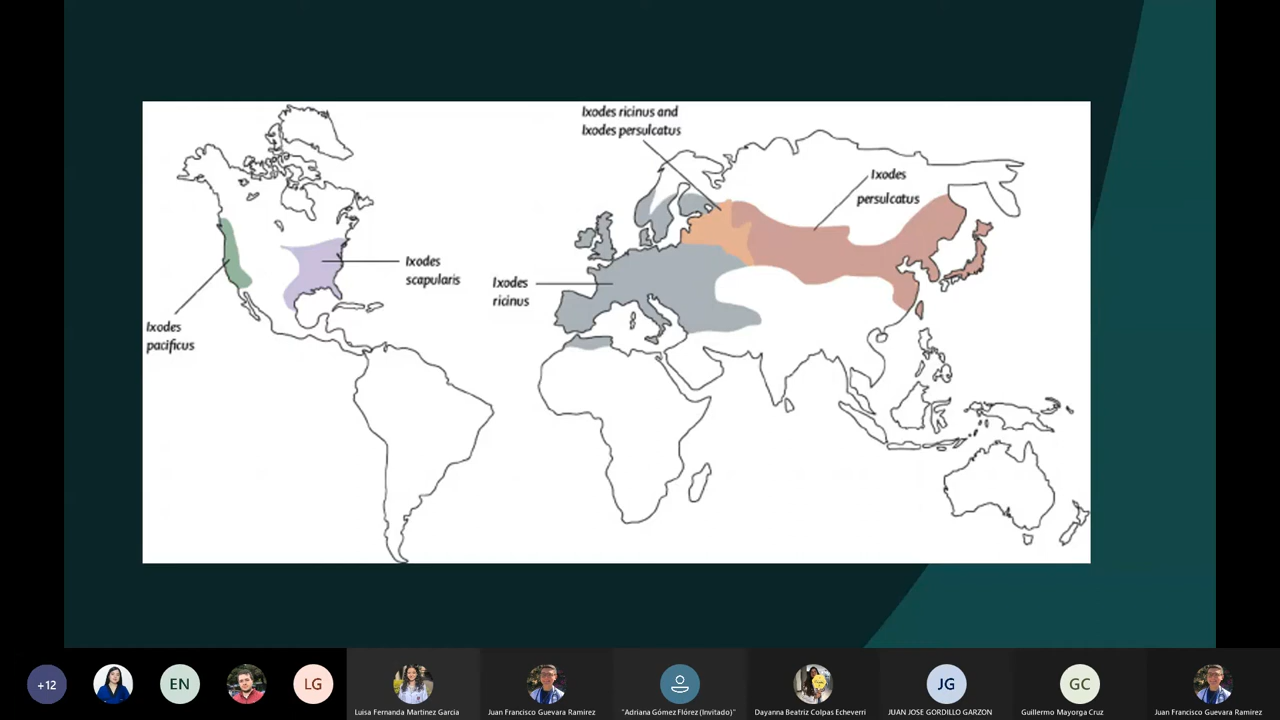 Ixodes ricinus and
Ixodes persulcatus
Ixodes
persulcatus
Ixodes
scapularis
Ixodes
ricinus
Ixodes
pacificus
+12
EN
LG
JG
GC
Luisa Fernanda Martinez Garcia
Juan Francisco Guevara Ramirez
"Adriana Gómez Flórez (Invitado)"
Dayanna Beatriz Colpas Echeverri
JUAN JOSE GORDILLO GARZON
Guillermo Mayorga Cruz
Juan Francisco Guevara Ramirez